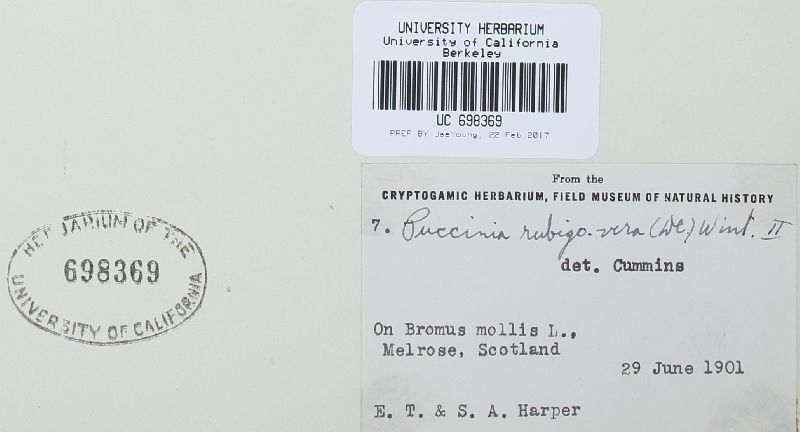 UNIVERSITY HERBARIUM
University of California
Berkeley
UC 698369
PREP BY JaeYoung, 22 Feb 2017
From the
CRYPTOGAMIC HERBARIUM, FIELD MUSEUM OF NATURAL HISTORY
7. Puccinia rubigo-vera (DC) Wint. II
det. Cummins
On Bromus mollis L.,
Melrose, Scotland
29 June 1901
E. T. & S. A. Harper
HERBARIUM OF THE
698369
UNIVERSITY OF CALIFORNIA